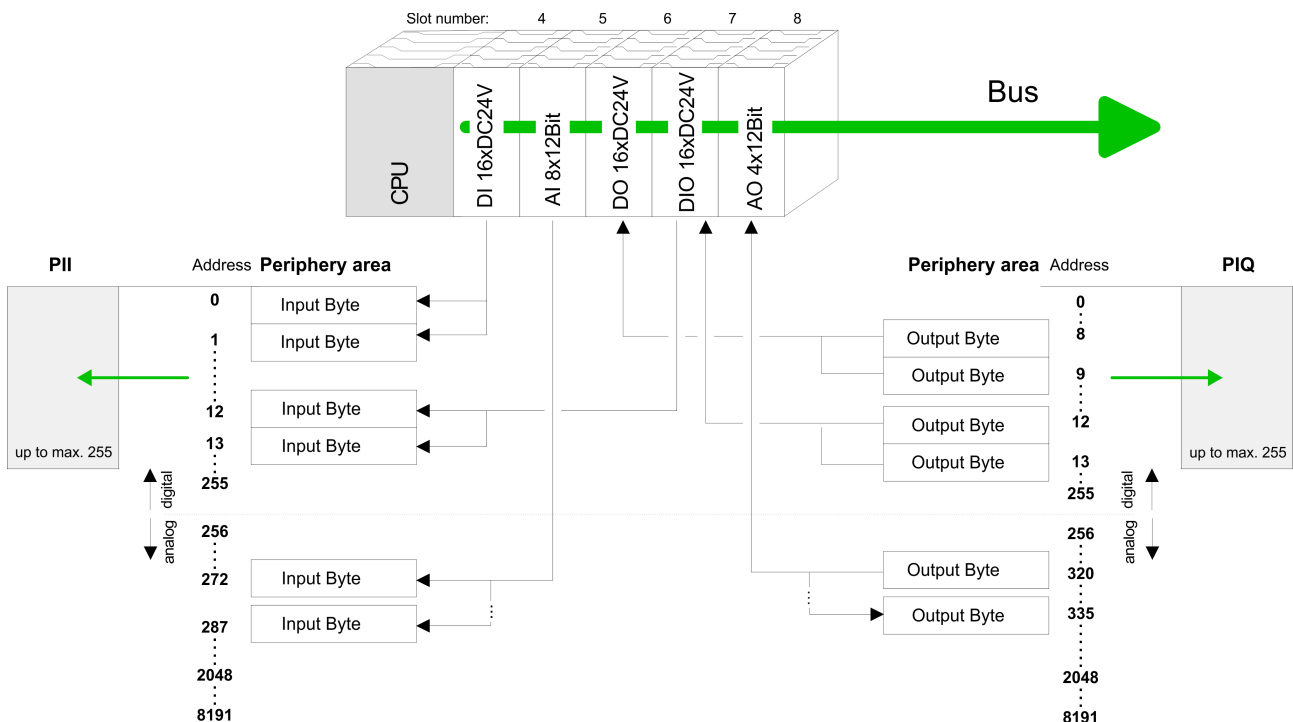 Slot number: 4 5 6 7 8
CPU
DI 16xDC24V
AI 8x12Bit
DO 16xDC24V
DIO 16xDC24V
AO 4x12Bit
Bus
PII Address Periphery area
0 Input Byte
1 Input Byte
12 Input Byte
13 Input Byte
up to max. 255
255
digital
analog
256
272 Input Byte
287 Input Byte
2048
8191
Periphery area Address PIQ
0
Output Byte 8
Output Byte 9
Output Byte 12
Output Byte 13
up to max. 255
255
digital
analog
256
Output Byte 320
Output Byte 335
2048
8191